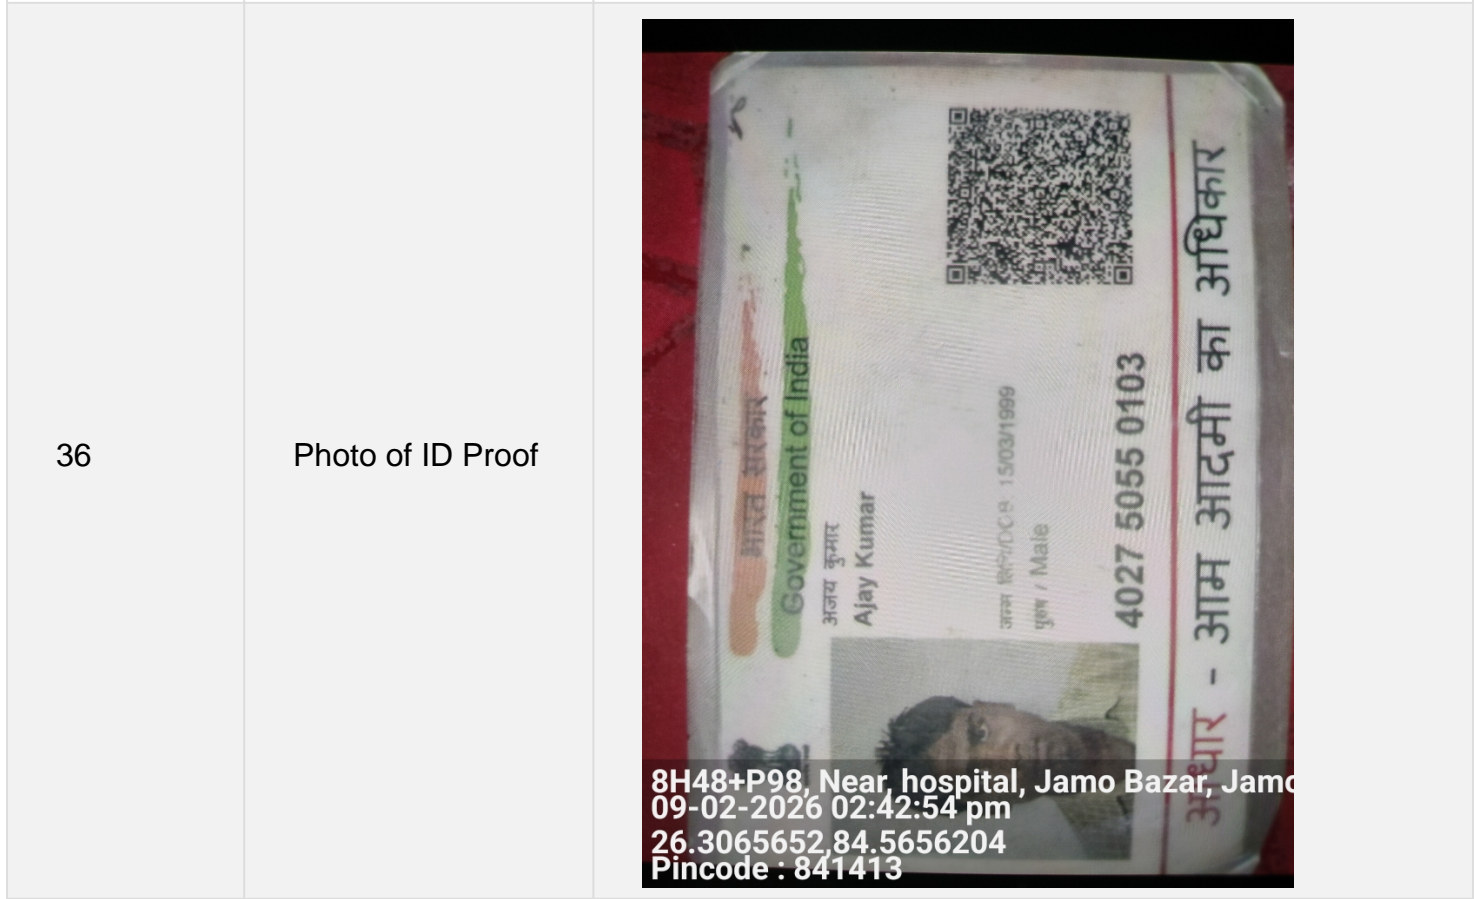 36
Photo of ID Proof
भारत सरकार
Government of India
अजय कुमार
Ajay Kumar
जन्म तिथि/DOB: 15/03/1999
पुरुष / Male
4027 5055 0103
आधार - आम आदमी का अधिकार
8H48+P98, Near, hospital, Jamo Bazar, Jamo
09-02-2026 02:42:54 pm
26.3065652,84.5656204
Pincode : 841413